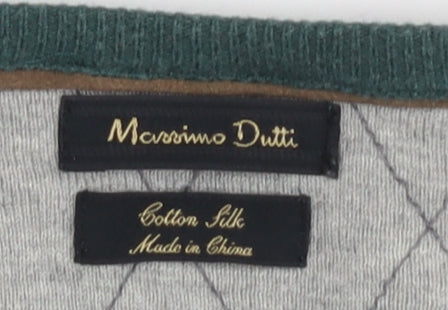 Massimo Dutti
Cotton Silk
Made in China